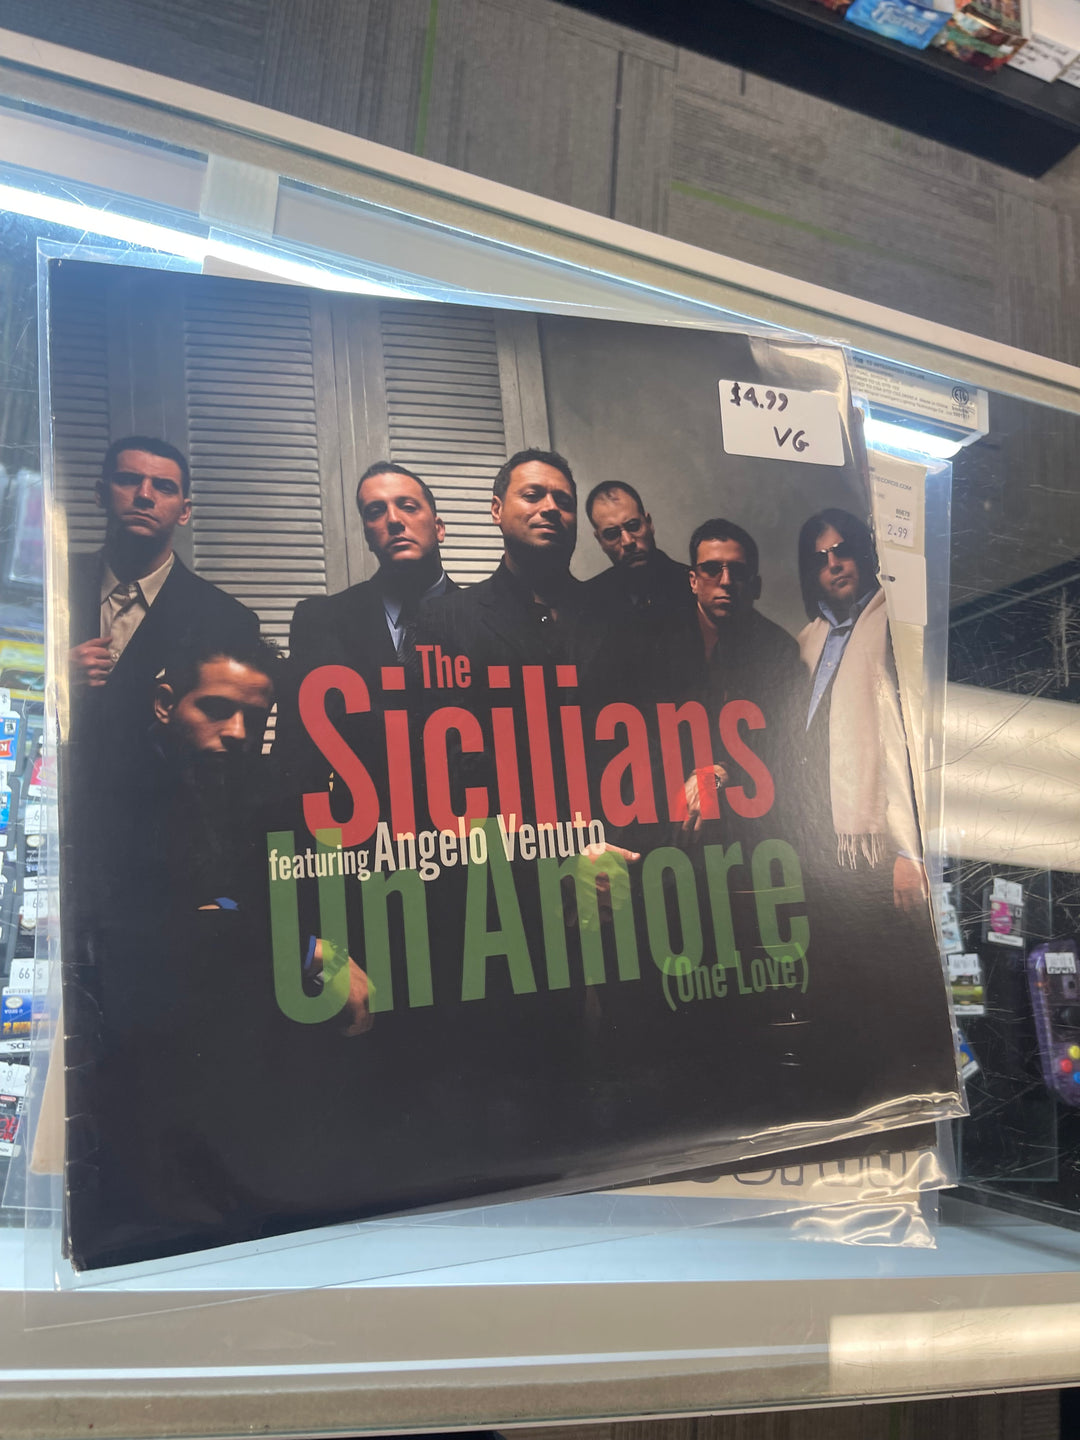 $4.99
VG
2.99
The
Sicilians
featuring Angelo Venuto
Un Amore
(One Love)